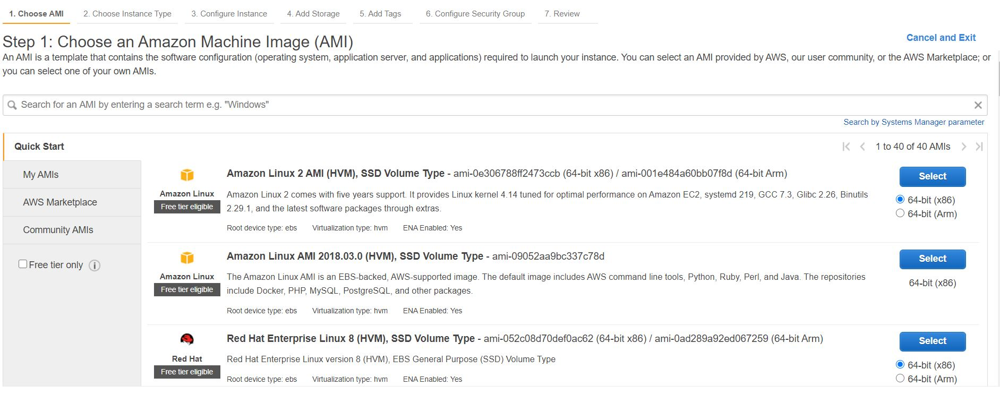 1. Choose AMI 2. Choose Instance Type 3. Configure Instance 4. Add Storage 5. Add Tags 6. Configure Security Group 7. Review
Step 1: Choose an Amazon Machine Image (AMI)
Cancel and Exit
An AMI is a template that contains the software configuration (operating system, application server, and applications) required to launch your instance. You can select an AMI provided by AWS, our user community, or the AWS Marketplace; or
you can select one of your own AMIs.
Search for an AMI by entering a search term e.g. "Windows"
Search by Systems Manager parameter
Quick Start
1 to 40 of 40 AMIs
My AMIs
AWS Marketplace
Community AMIs
Free tier only
Amazon Linux
Free tier eligible
Amazon Linux 2 AMI (HVM), SSD Volume Type - ami-0e306788ff2473ccb (64-bit x86) / ami-001e484a60bb07f8d (64-bit Arm)
Amazon Linux 2 comes with five years support. It provides Linux kernel 4.14 tuned for optimal performance on Amazon EC2, systemd 219, GCC 7.3, Glibc 2.26, Binutils
2.29.1, and the latest software packages through extras.
Root device type: ebs Virtualization type: hvm ENA Enabled: Yes
Select
64-bit (x86)
64-bit (Arm)
Amazon Linux
Free tier eligible
Amazon Linux AMI 2018.03.0 (HVM), SSD Volume Type - ami-09052aa9bc337c78d
The Amazon Linux AMI is an EBS-backed, AWS-supported image. The default image includes AWS command line tools, Python, Ruby, Perl, and Java. The repositories
include Docker, PHP, MySQL, PostgreSQL, and other packages.
Root device type: ebs Virtualization type: hvm ENA Enabled: Yes
Select
64-bit (x86)
Red Hat
Free tier eligible
Red Hat Enterprise Linux 8 (HVM), SSD Volume Type - ami-052c08d70def0ac62 (64-bit x86) / ami-0ad289a92ed067259 (64-bit Arm)
Red Hat Enterprise Linux version 8 (HVM), EBS General Purpose (SSD) Volume Type
Root device type: ebs Virtualization type: hvm ENA Enabled: Yes
Select
64-bit (x86)
64-bit (Arm)